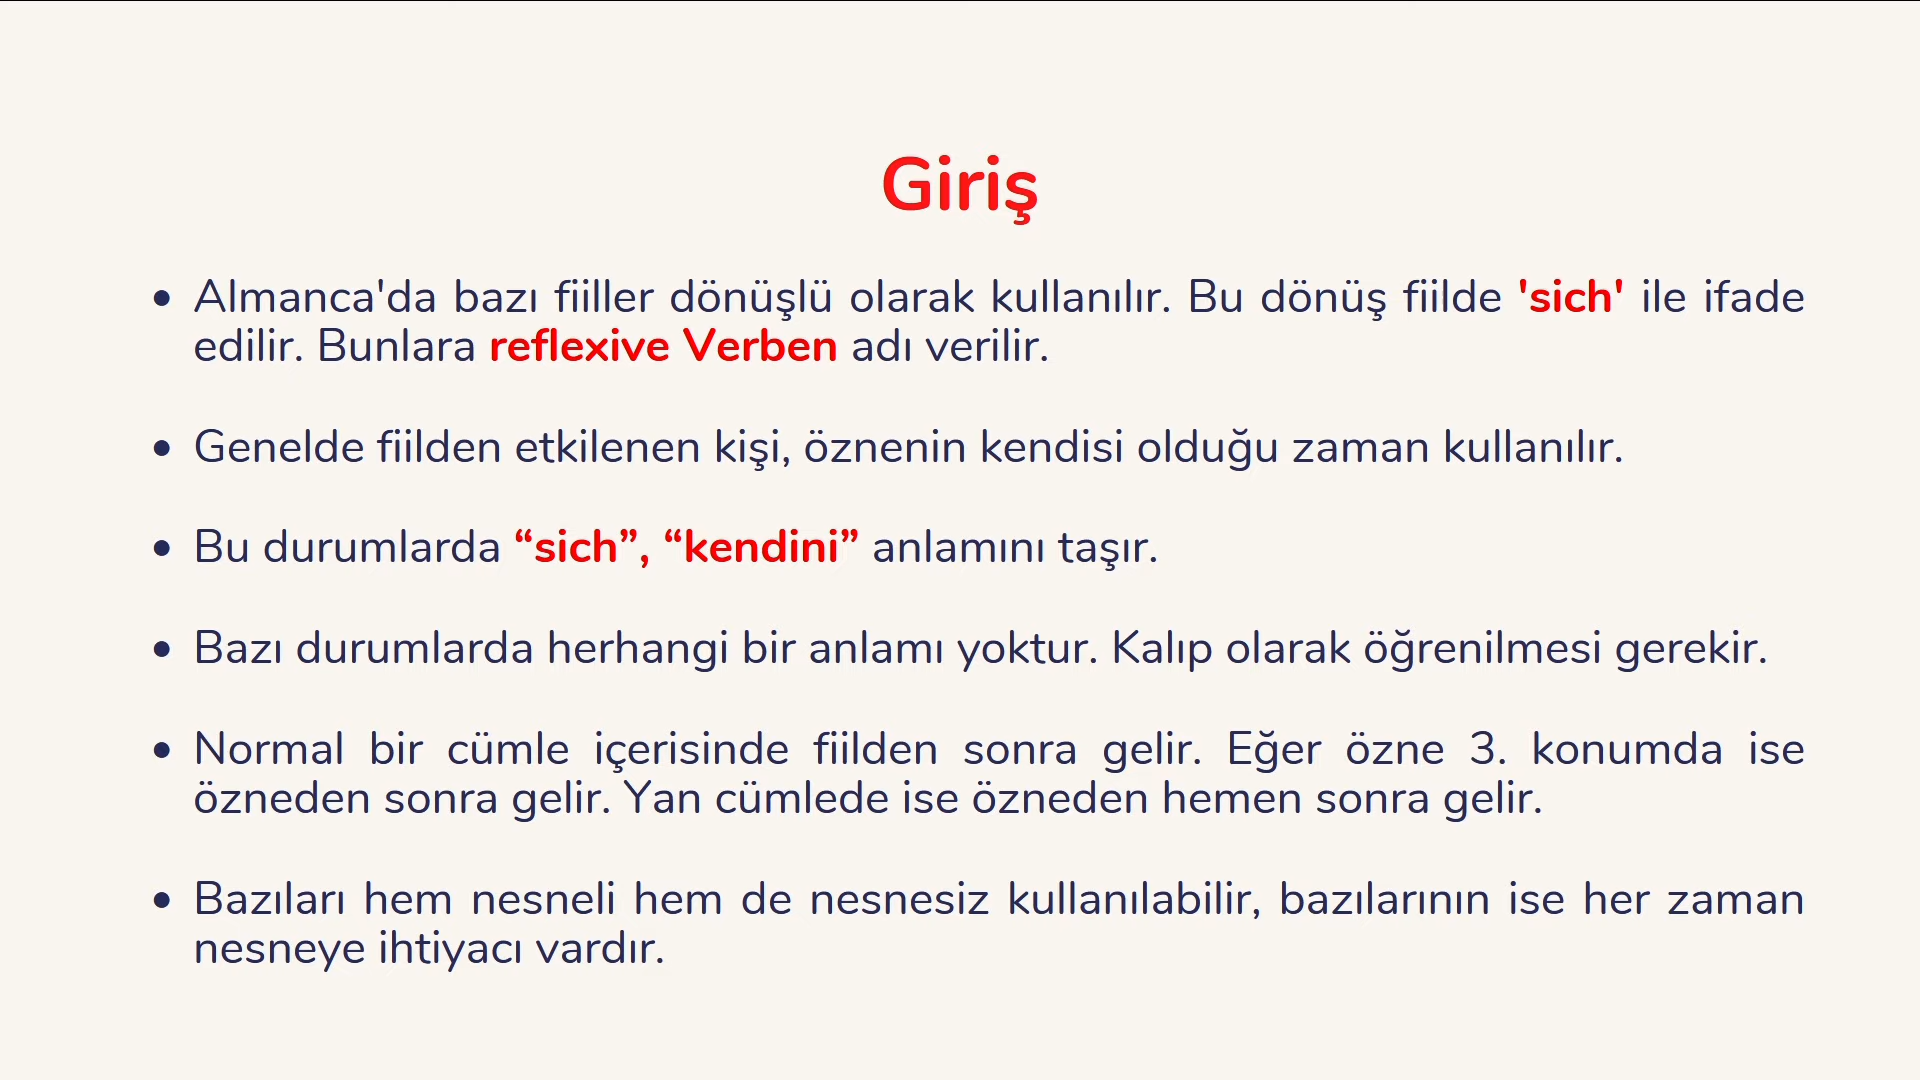 Giriş
• Almanca'da bazı fiiller dönüşlü olarak kullanılır. Bu dönüş fiilde 'sich' ile ifade
edilir. Bunlara reflexive Verben adı verilir.
• Genelde fiilden etkilenen kişi, öznenin kendisi olduğu zaman kullanılır.
• Bu durumlarda “sich”, “kendini” anlamını taşır.
• Bazı durumlarda herhangi bir anlamı yoktur. Kalıp olarak öğrenilmesi gerekir.
• Normal bir cümle içerisinde fiilden sonra gelir. Eğer özne 3. konumda ise
özneden sonra gelir. Yan cümlede ise özneden hemen sonra gelir.
• Bazıları hem nesneli hem de nesnesiz kullanılabilir, bazılarının ise her zaman
nesneye ihtiyacı vardır.